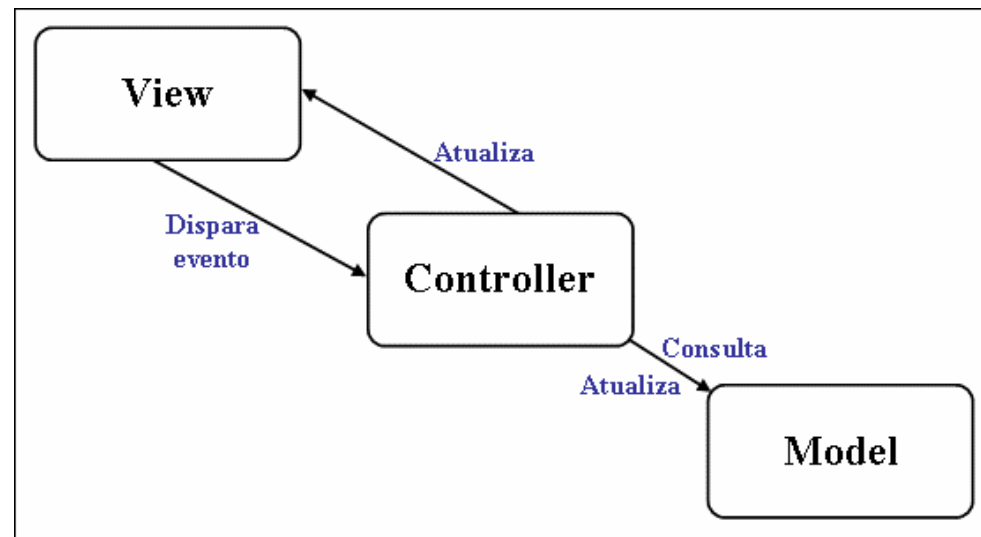 View
Atualiza
Dispara
evento
Controller
Consulta
Atualiza
Model